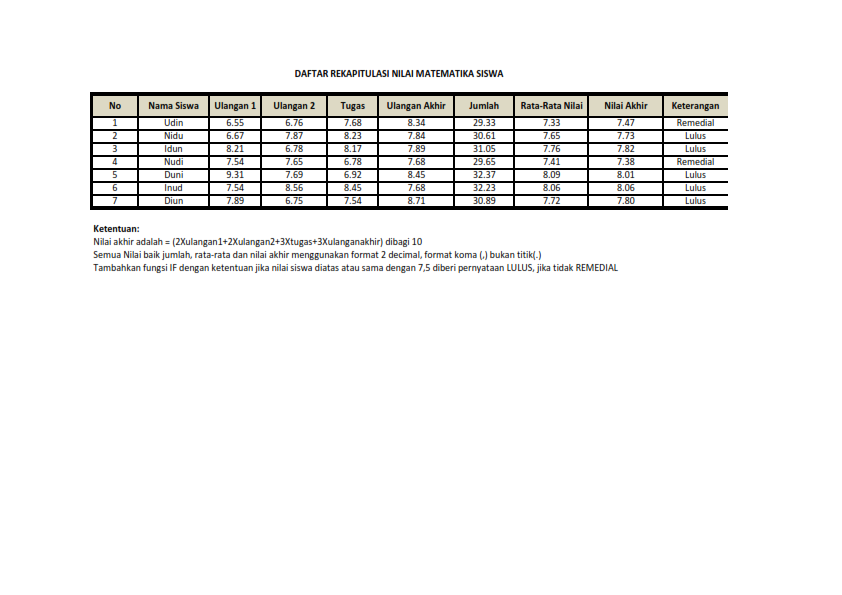 DAFTAR REKAPITULASI NILAI MATEMATIKA SISWA
No Nama Siswa Ulangan 1 Ulangan 2 Tugas Ulangan Akhir Jumlah Rata-Rata Nilai Nilai Akhir Keterangan
1 Udin 6.55 6.76 7.68 8.34 29.33 7.33 7.47 Remedial
2 Nidu 6.67 7.87 8.23 7.84 30.61 7.65 7.73 Lulus
3 Idun 8.21 6.78 8.17 7.89 31.05 7.76 7.82 Lulus
4 Nudi 7.54 7.65 6.78 7.68 29.65 7.41 7.38 Remedial
5 Duni 9.31 7.69 6.92 8.45 32.37 8.09 8.01 Lulus
6 Inud 7.54 8.56 8.45 7.68 32.23 8.06 8.06 Lulus
7 Diun 7.89 6.75 7.54 8.71 30.89 7.72 7.80 Lulus
Ketentuan:
Nilai akhir adalah = (2Xulangan1+2Xulangan2+3Xtugas+3Xulanganakhir) dibagi 10
Semua Nilai baik jumlah, rata-rata dan nilai akhir menggunakan format 2 decimal, format koma (,) bukan titik(.)
Tambahkan fungsi IF dengan ketentuan jika nilai siswa diatas atau sama dengan 7,5 diberi pernyataan LULUS, jika tidak REMEDIAL